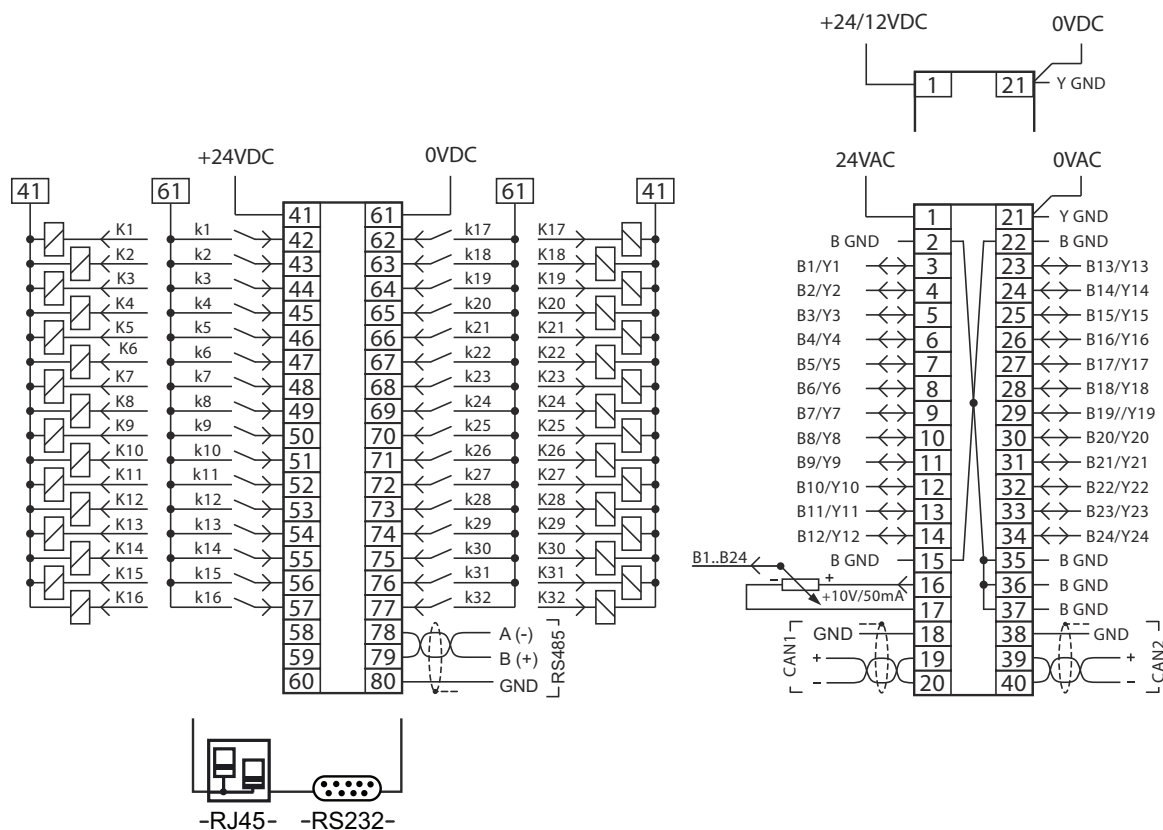 +24/12VDC 0VDC
1 21 Y GND
+24VDC 0VDC 24VAC 0VAC
41 61 61 41
41 61
1 21 Y GND
K1 k1 42 62 k17 K17
B GND 2 22 B GND
K2 k2 43 63 k18 K18
B1/Y1 3 23 B13/Y13
K3 k3 44 64 k19 K19
B2/Y2 4 24 B14/Y14
K4 k4 45 65 k20 K20
B3/Y3 5 25 B15/Y15
K5 k5 46 66 k21 K21
B4/Y4 6 26 B16/Y16
K6 k6 47 67 k22 K22
B5/Y5 7 27 B17/Y17
K7 k7 48 68 k23 K23
B6/Y6 8 28 B18/Y18
K8 k8 49 69 k24 K24
B7/Y7 9 29 B19//Y19
K9 k9 50 70 k25 K25
B8/Y8 10 30 B20/Y20
K10 k10 51 71 k26 K26
B9/Y9 11 31 B21/Y21
K11 k11 52 72 k27 K27
B10/Y10 12 32 B22/Y22
K12 k12 53 73 k28 K28
B11/Y11 13 33 B23/Y23
K13 k13 54 74 k29 K29
B12/Y12 14 34 B24/Y24
K14 k14 55 75 k30 K30
B1..B24 B GND 15 35 B GND
K15 k15 56 76 k31 K31
- + 16 36 B GND
+10V/50mA
K16 k16 57 77 k32 K32
17 37 B GND
58 78 A (-)
CAN1 GND 18 38 GND CAN2
59 79 B (+) RS485
+ 19 39 +
60 80 GND
- 20 40 -
-RJ45- -RS232-